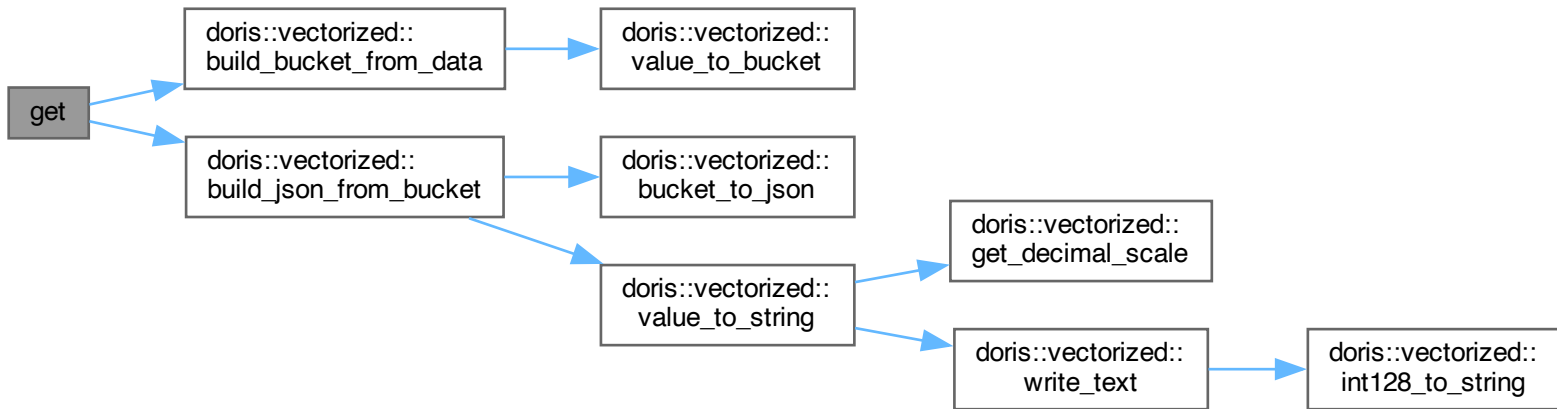 get
doris::vectorized::
build_bucket_from_data
doris::vectorized::
value_to_bucket
doris::vectorized::
build_json_from_bucket
doris::vectorized::
bucket_to_json
doris::vectorized::
value_to_string
doris::vectorized::
get_decimal_scale
doris::vectorized::
write_text
doris::vectorized::
int128_to_string